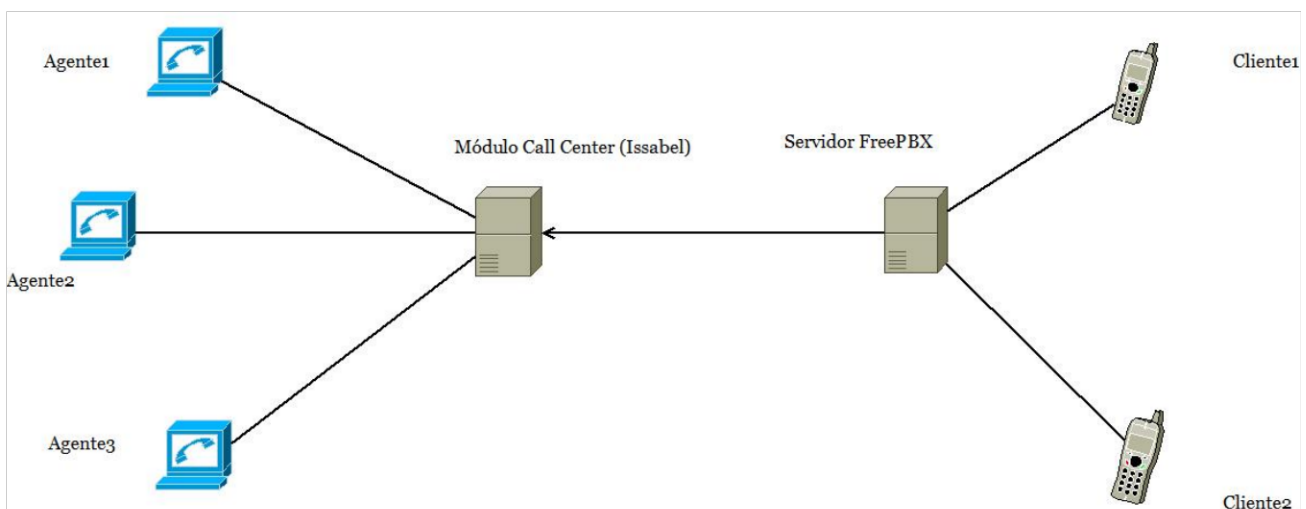 Agente1
Cliente1
Módulo Call Center (Issabel)
Servidor FreePBX
Agente2
Agente3
Cliente2